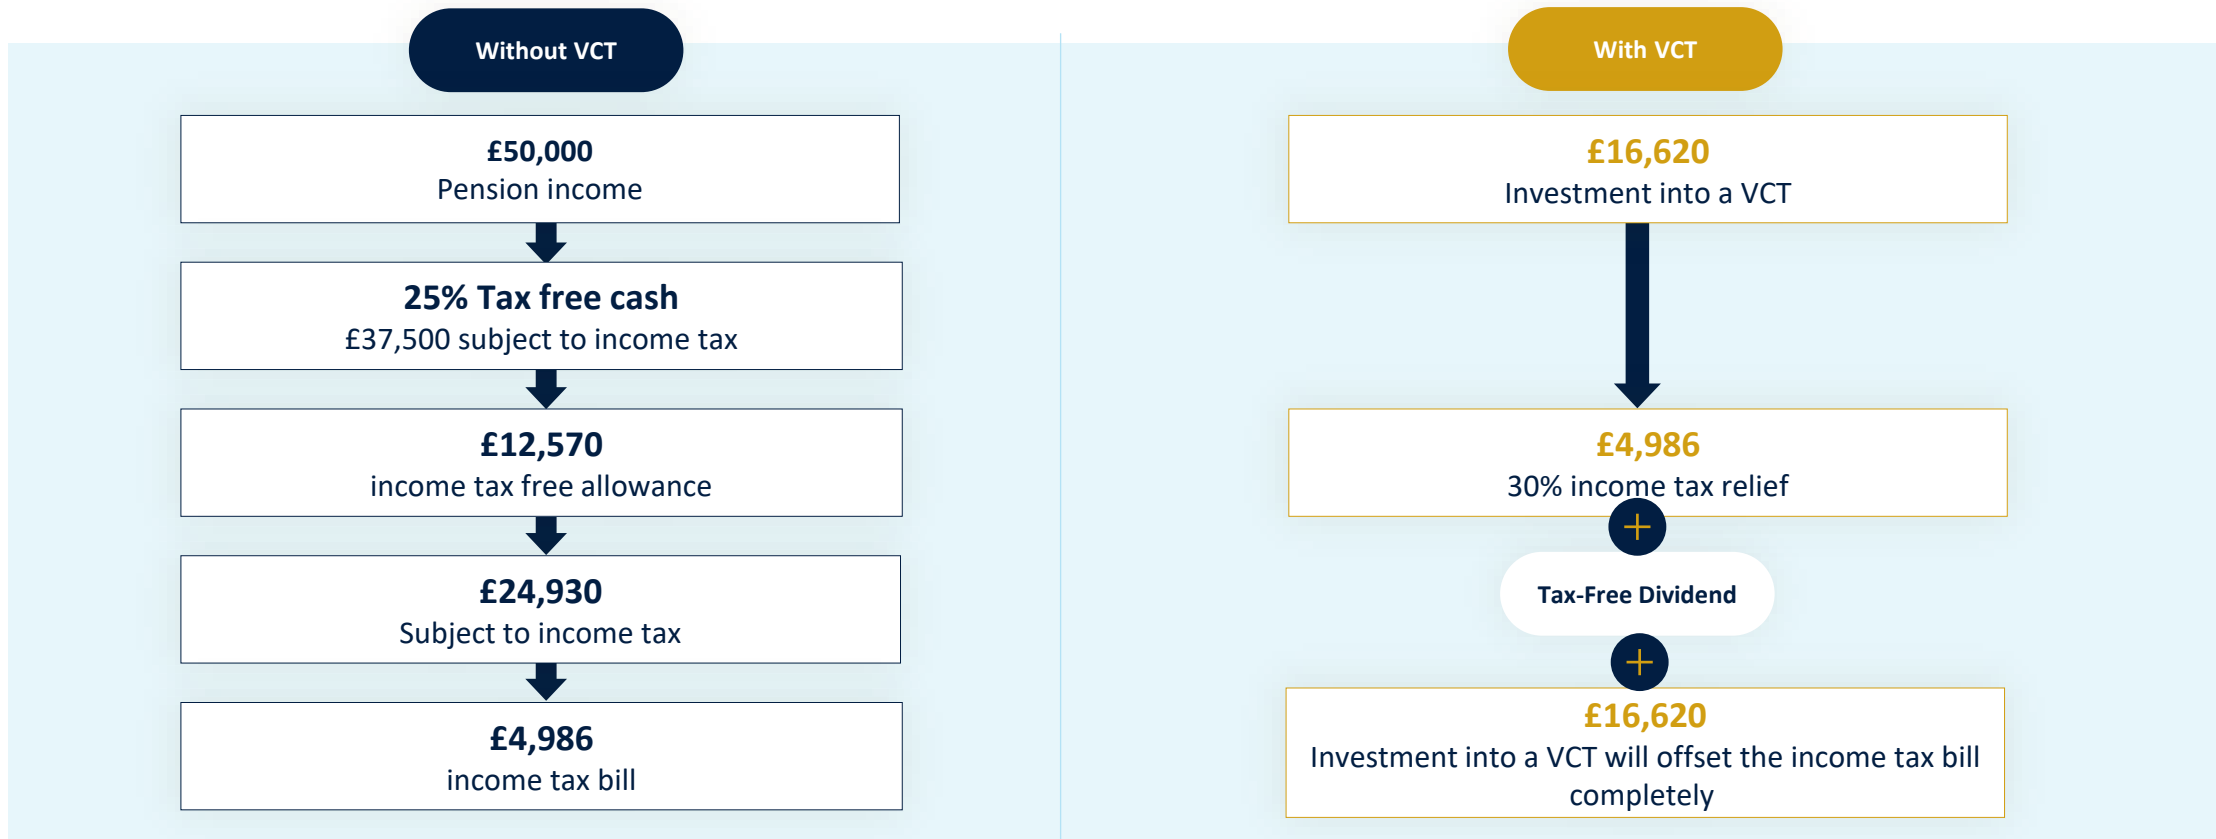 Without VCT
£50,000
Pension income
25% Tax free cash
£37,500 subject to income tax
£12,570
income tax free allowance
£24,930
Subject to income tax
£4,986
income tax bill
With VCT
£16,620
Investment into a VCT
£4,986
30% income tax relief
Tax-Free Dividend
£16,620
Investment into a VCT will offset the income tax bill
completely